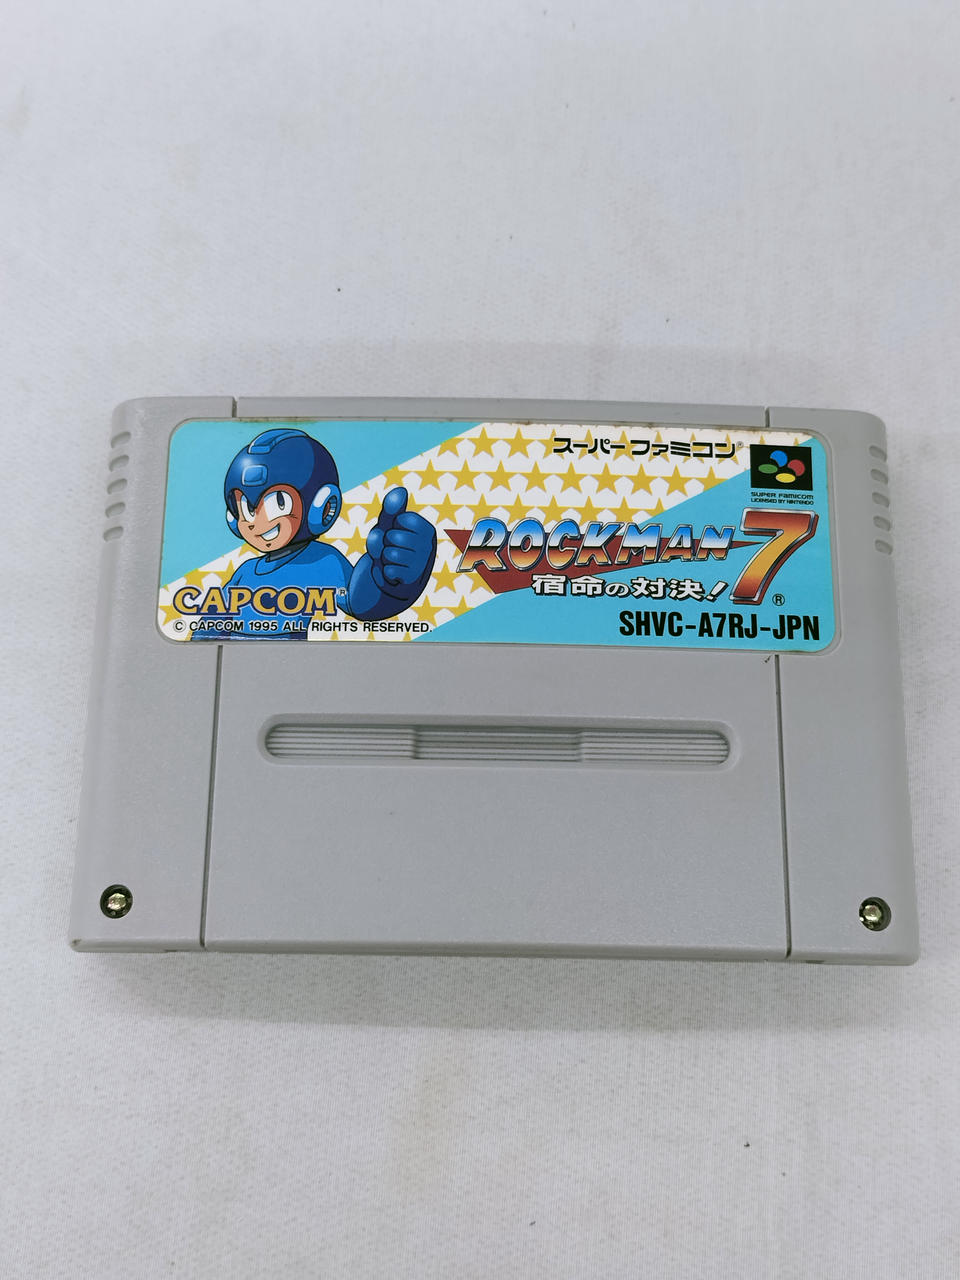 スーパーファミコン®
SUPER FAMICOM
LICENSED BY NINTENDO
ROCKMAN 7®
宿命の対決!
CAPCOM®
© CAPCOM 1995 ALL RIGHTS RESERVED.
SHVC-A7RJ-JPN